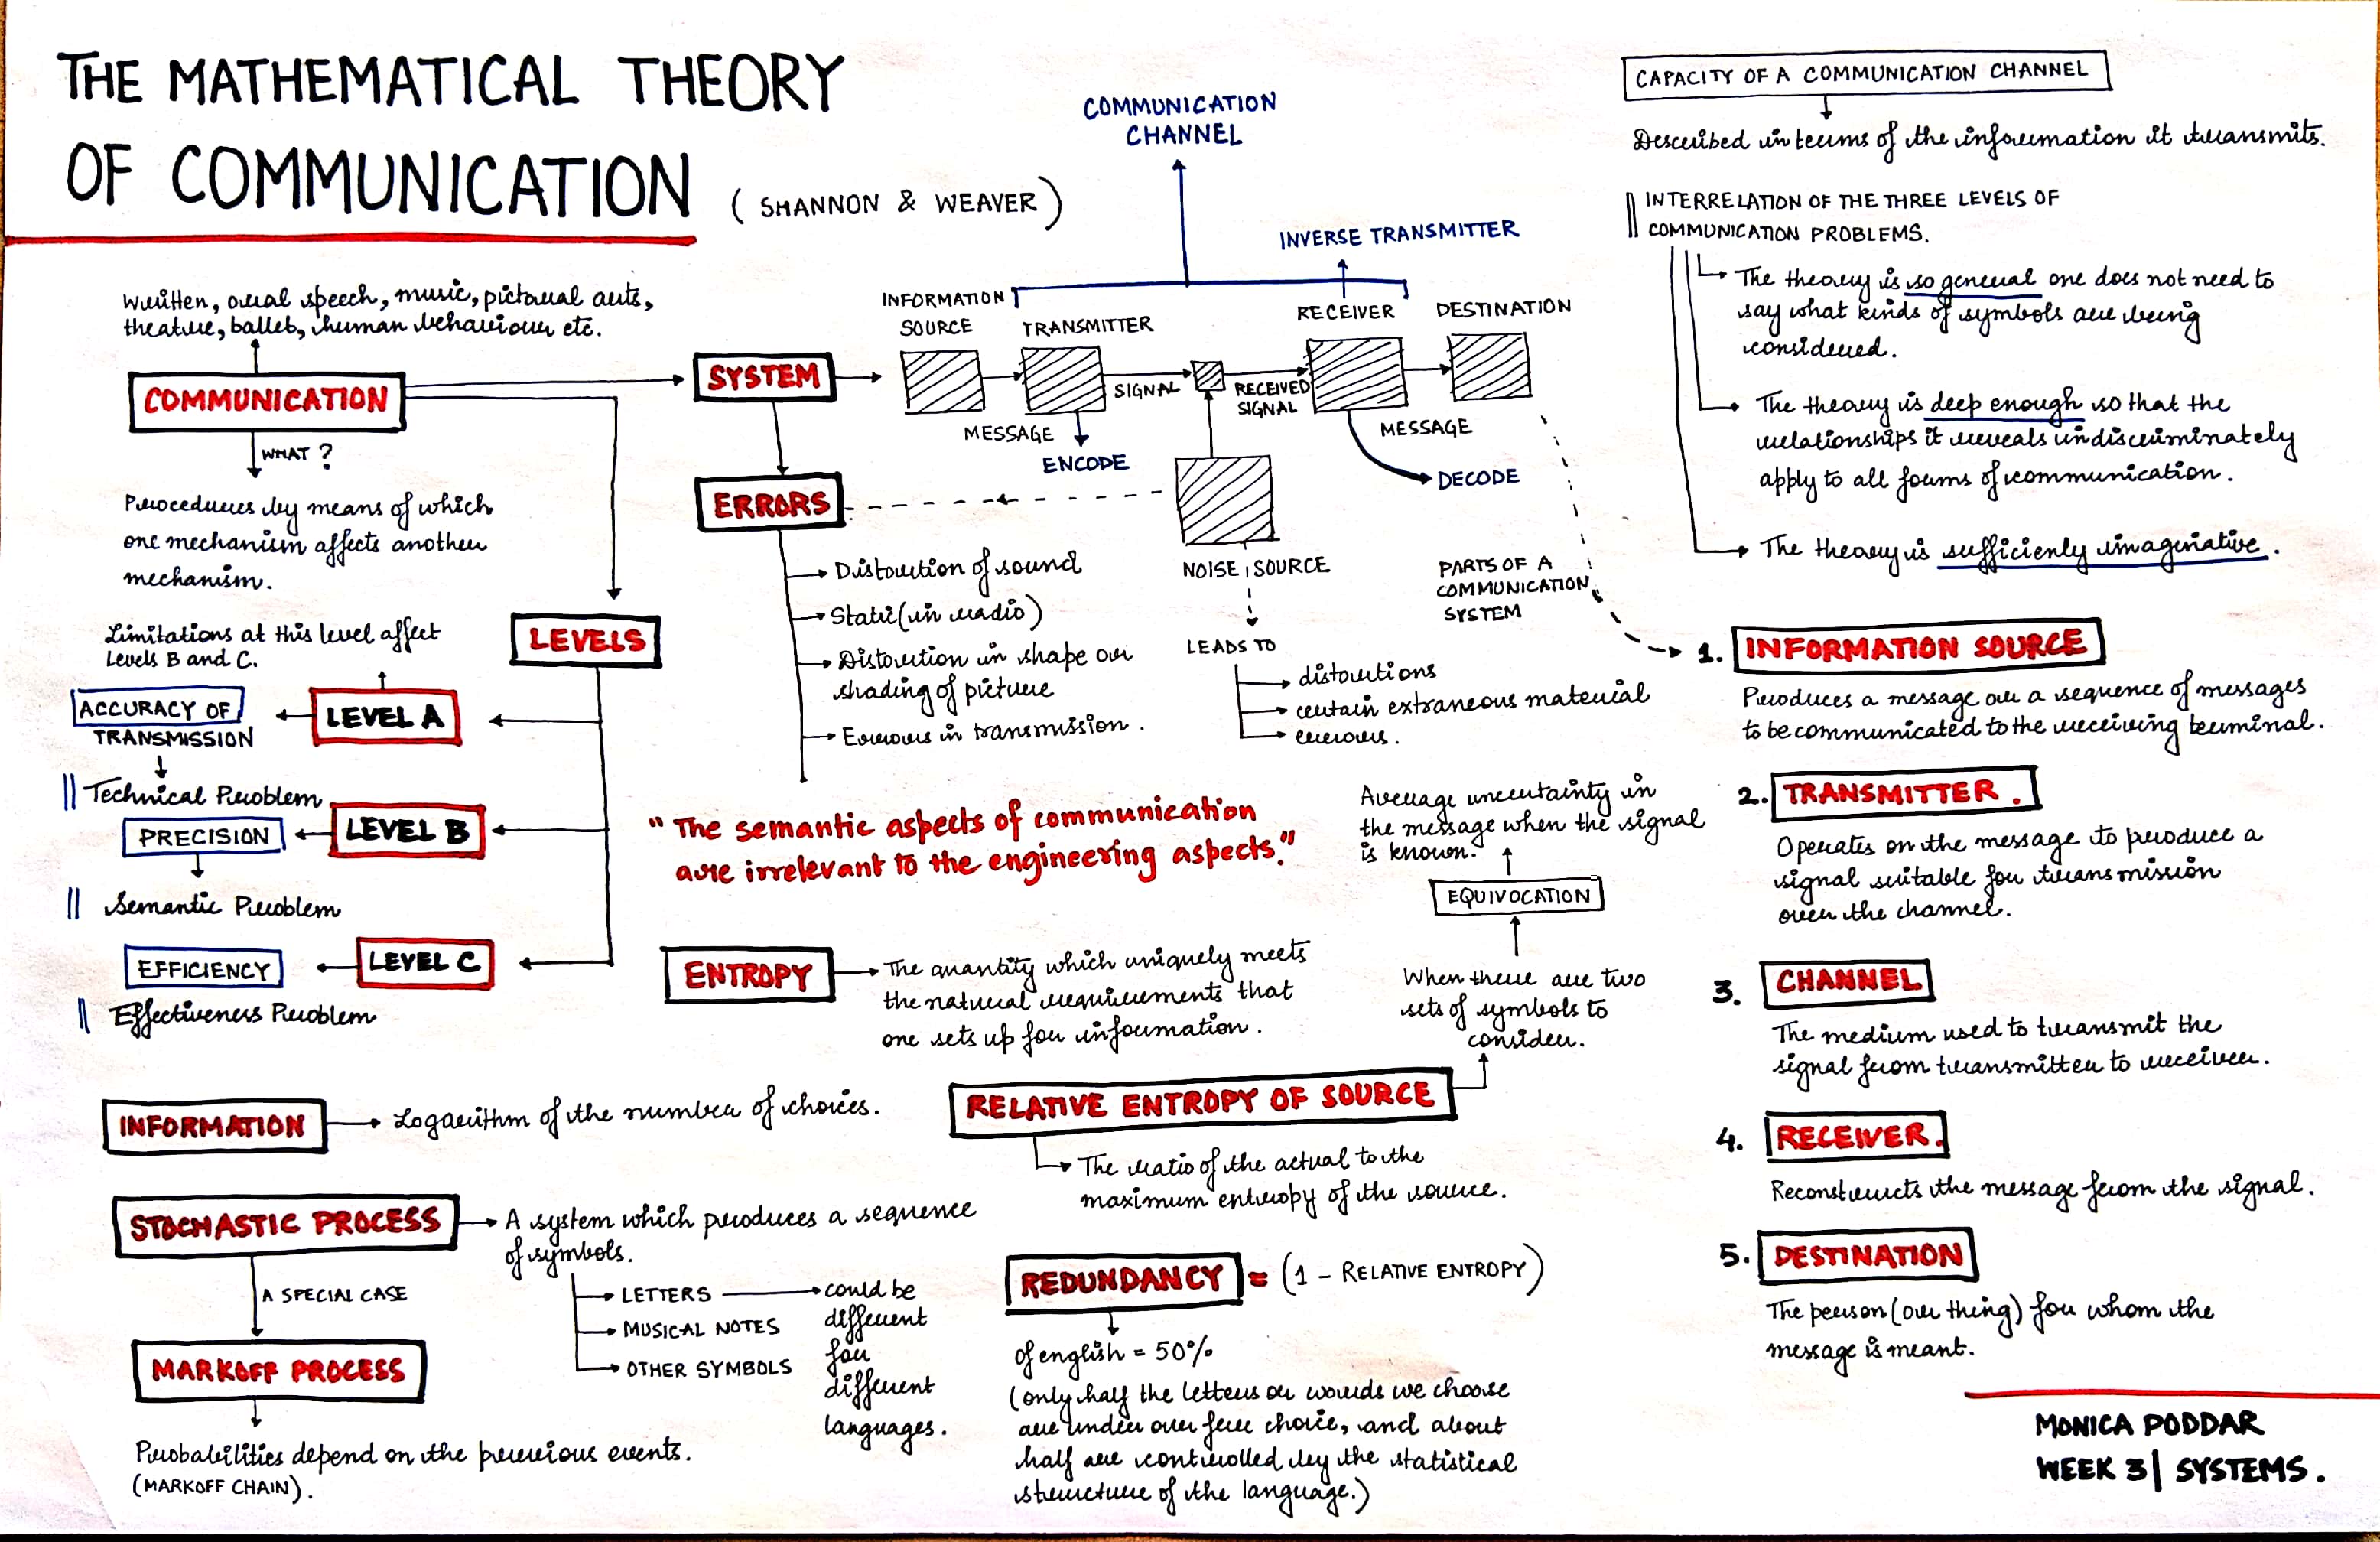 THE MATHEMATICAL THEORY
OF COMMUNICATION
(SHANNON & WEAVER)
written, oral speech, music, pictorial arts,
theatre, ballet, human behaviour etc.
COMMUNICATION
WHAT?
Procedures by means of which
one mechanism affects another
mechanism.
SYSTEM
ERRORS
COMMUNICATION
CHANNEL
INVERSE TRANSMITTER
INFORMATION
SOURCE
TRANSMITTER
RECEIVER
DESTINATION
SIGNAL
RECEIVED
SIGNAL
MESSAGE
ENCODE
MESSAGE
DECODE
NOISE SOURCE
LEADS TO
distortions
certain extraneous material
errors.
PARTS OF A
COMMUNICATION
SYSTEM
Distortion of sound
Static (in radio)
Distortion in shape or
shading of picture
Errors in transmission.
LEVELS
Limitations at this level affect
Levels B and C.
LEVEL A
ACCURACY OF
TRANSMISSION
Technical Problem
LEVEL B
PRECISION
Semantic Problem
LEVEL C
EFFICIENCY
Effectiveness Problem
"The semantic aspects of communication
are irrelevant to the engineering aspects."
ENTROPY
The quantity which uniquely meets
the natural requirements that
one sets up for information.
Average uncertainty in
the message when the signal
is known.
EQUIVOCATION
When there are two
sets of symbols to
consider.
RELATIVE ENTROPY OF SOURCE
The ratio of the actual to the
maximum entropy of the source.
INFORMATION
Logarithm of the number of choices.
STOCHASTIC PROCESS
A system which produces a sequence
of symbols.
LETTERS
MUSICAL NOTES
OTHER SYMBOLS
could be
different
for
different
languages.
A SPECIAL CASE
MARKOFF PROCESS
Probabilities depend on the previous events.
(MARKOFF CHAIN).
REDUNDANCY = (1 - RELATIVE ENTROPY)
of english = 50%
(only half the letters or words we choose
are under our free choice, and about
half are controlled by the statistical
structure of the language.)
CAPACITY OF A COMMUNICATION CHANNEL
Described in terms of the information it transmits.
INTERRELATION OF THE THREE LEVELS OF
COMMUNICATION PROBLEMS.
The theory is so general one does not need to
say what kinds of symbols are being
considered.
The theory is deep enough so that the
relationships it reveals indiscriminately
apply to all forms of communication.
The theory is sufficienly imaginative.
1. INFORMATION SOURCE
Produces a message or a sequence of messages
to be communicated to the receiving terminal.
2. TRANSMITTER.
Operates on the message to produce a
signal suitable for transmission
over the channel.
3. CHANNEL
The medium used to transmit the
signal from transmitter to receiver.
4. RECEIVER.
Reconstructs the message from the signal.
5. DESTINATION
The person (or thing) for whom the
message is meant.
MONICA PODDAR
WEEK 3 | SYSTEMS.